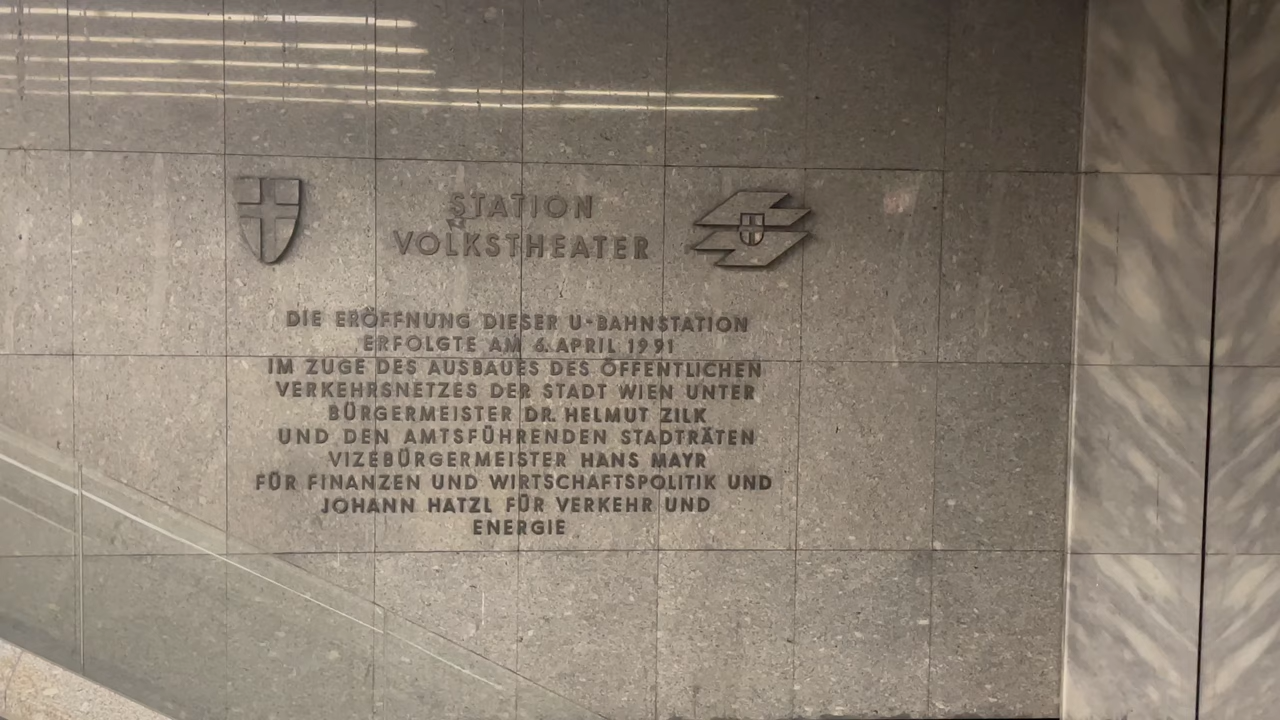 STATION
VOLKSTHEATER
DIE ERÖFFNUNG DIESER U-BAHNSTATION
ERFOLGTE AM 6. APRIL 1991
IM ZUGE DES AUSBAUES DES ÖFFENTLICHEN
VERKEHRSNETZES DER STADT WIEN UNTER
BÜRGERMEISTER DR. HELMUT ZILK
UND DEN AMTSFÜHRENDEN STADTRÄTEN
VIZEBÜRGERMEISTER HANS MAYR
FÜR FINANZEN UND WIRTSCHAFTSPOLITIK UND
JOHANN HATZL FÜR VERKEHR UND
ENERGIE